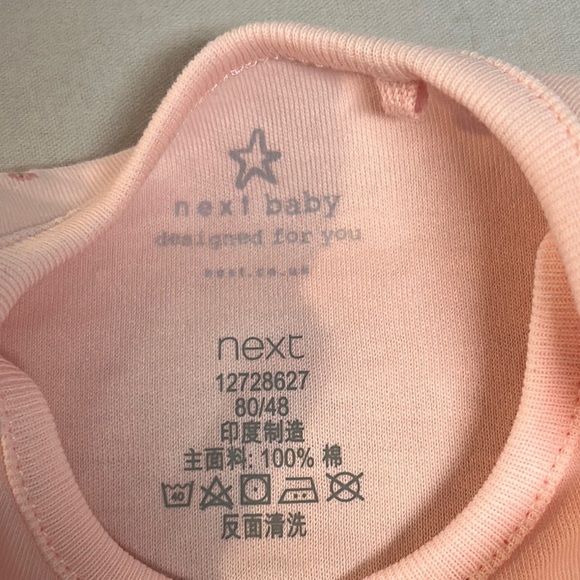 next baby
designed for you
next.co.uk
next
12728627
80/48
印度制造
主面料: 100% 棉
40
反面清洗